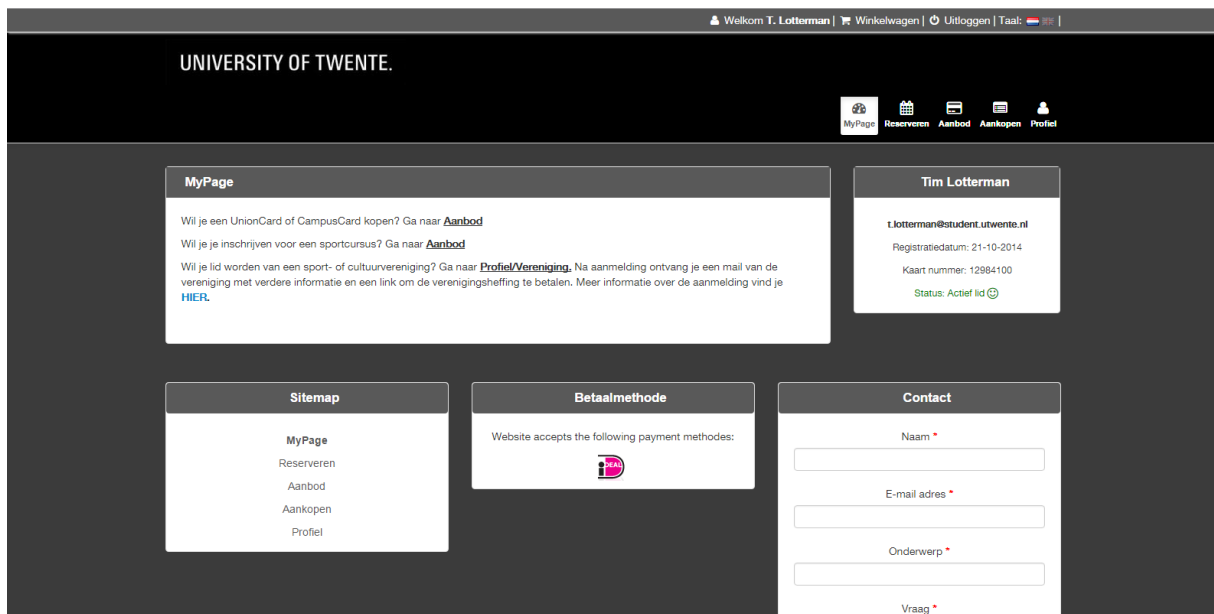 Welkom T. Lotterman | Winkelwagen | Uitloggen | Taal: |
UNIVERSITY OF TWENTE.
MyPage Reserveren Aanbod Aankopen Profiel
MyPage
Wil je een UnionCard of CampusCard kopen? Ga naar Aanbod
Wil je je inschrijven voor een sportcursus? Ga naar Aanbod
Wil je lid worden van een sport- of cultuurvereniging? Ga naar Profiel/Vereniging. Na aanmelding ontvang je een mail van de
vereniging met verdere informatie en een link om de verenigingsheffing te betalen. Meer informatie over de aanmelding vind je
HIER.
Tim Lotterman
t.lotterman@student.utwente.nl
Registratiedatum: 21-10-2014
Kaart nummer: 12984100
Status: Actief lid
Sitemap
MyPage
Reserveren
Aanbod
Aankopen
Profiel
Betaalmethode
Website accepts the following payment methodes:
iDEAL
Contact
Naam *
E-mail adres *
Onderwerp *
Vraag *